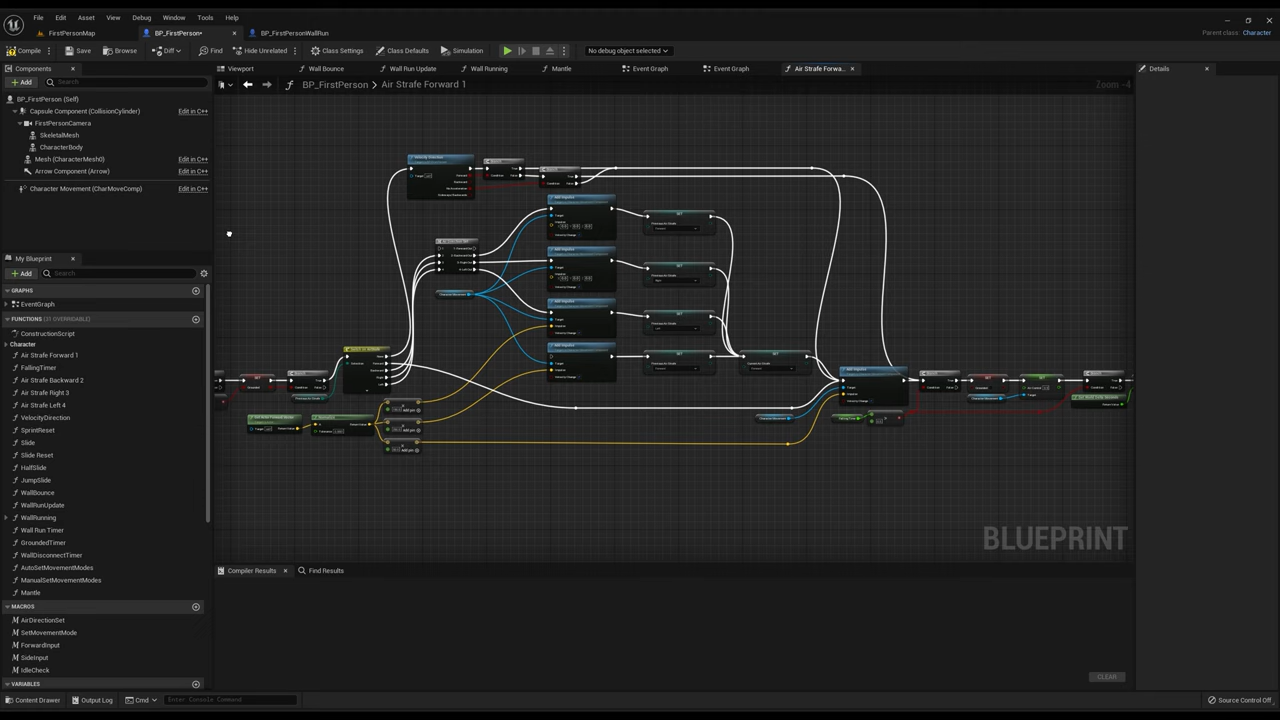 File Edit Asset View Debug Window Tools Help
FirstPersonMap BP_FirstPerson• BP_FirstPersonWallRun
Parent class: Character
Compile Save Browse Diff Find Hide Unrelated Class Settings Class Defaults Simulation No debug object selected
Components
Viewport Wall Bounce Wall Run Update Wall Running Mantle Event Graph Event Graph Air Strafe Forwa...
Details
Add Search
BP_FirstPerson > Air Strafe Forward 1
Zoom -4
BP_FirstPerson (Self)
Capsule Component (CollisionCylinder) Edit in C++
FirstPersonCamera
SkeletalMesh
CharacterBody
Mesh (CharacterMesh0) Edit in C++
Arrow Component (Arrow) Edit in C++
Character Movement (CharMoveComp) Edit in C++
My Blueprint
Add Search
GRAPHS
EventGraph
FUNCTIONS (31 OVERRIDABLE)
ConstructionScript
Character
Air Strafe Forward 1
FallingTimer
Air Strafe Backward 2
Air Strafe Right 3
Air Strafe Left 4
VelocityDirection
SprintReset
Slide
Slide Reset
HalfSlide
JumpSlide
WallBounce
WallRunUpdate
WallRunning
Wall Run Timer
GroundedTimer
WallDisconnectTimer
AutoSetMovementModes
ManualSetMovementModes
Mantle
MACROS
AirDirectionSet
SetMovementMode
ForwardInput
SideInput
IdleCheck
VARIABLES
BLUEPRINT
Compiler Results Find Results
CLEAR
Content Drawer Output Log Cmd Enter Console Command Source Control Off